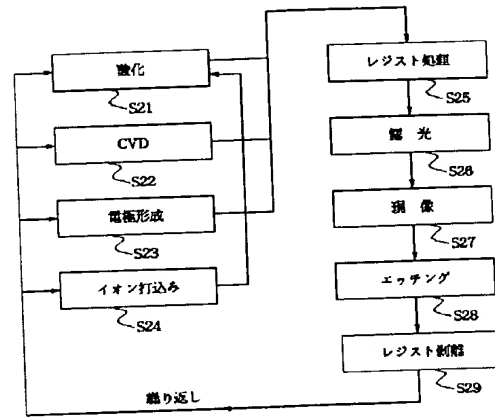 酸化
S21
CVD
S22
電極形成
S23
イオン打込み
S24
レジスト処理
S25
露光
S26
現像
S27
エッチング
S28
レジスト剥離
S29
繰り返し